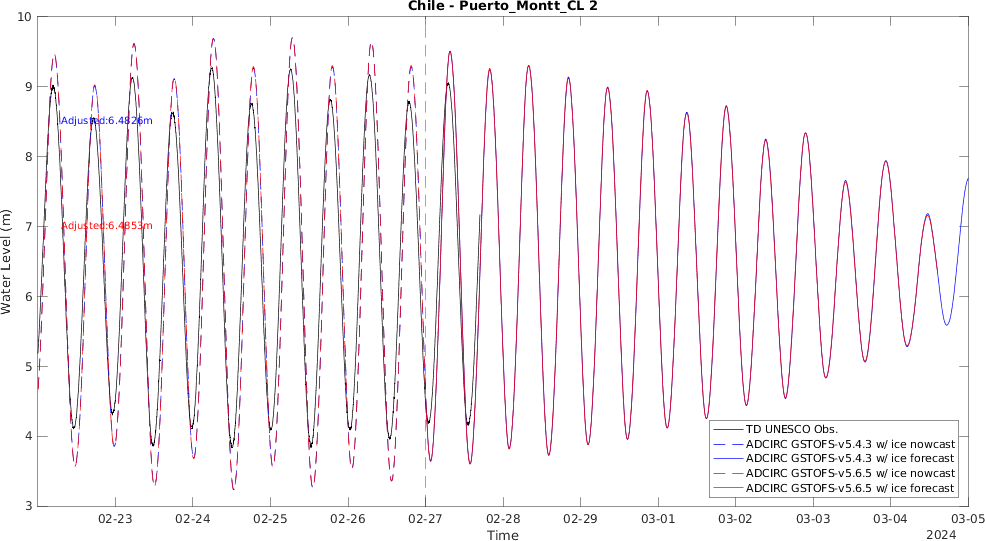 Chile - Puerto_Montt_CL 2
10
9
8
7
6
5
4
3
Water Level (m)
Adjusted:6.4826m
Adjusted:6.4853m
TD UNESCO Obs.
ADCIRC GSTOFS-v5.4.3 w/ ice nowcast
ADCIRC GSTOFS-v5.4.3 w/ ice forecast
ADCIRC GSTOFS-v5.6.5 w/ ice nowcast
ADCIRC GSTOFS-v5.6.5 w/ ice forecast
02-23 02-24 02-25 02-26 02-27 02-28 02-29 03-01 03-02 03-03 03-04 03-05
Time
2024